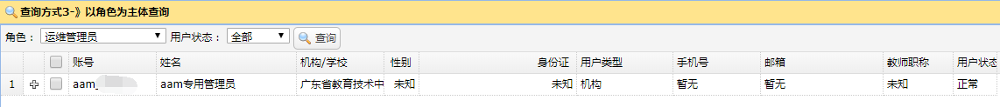 查询方式3-》以角色为主体查询
角色： 运维管理员 用户状态： 全部 查询
账号 姓名 机构/学校 性别 身份证 用户类型 手机号 邮箱 教师职称 用户状态
1 aam_ aam专用管理员 广东省教育技术中 未知 未知 机构 暂无 暂无 未知 正常